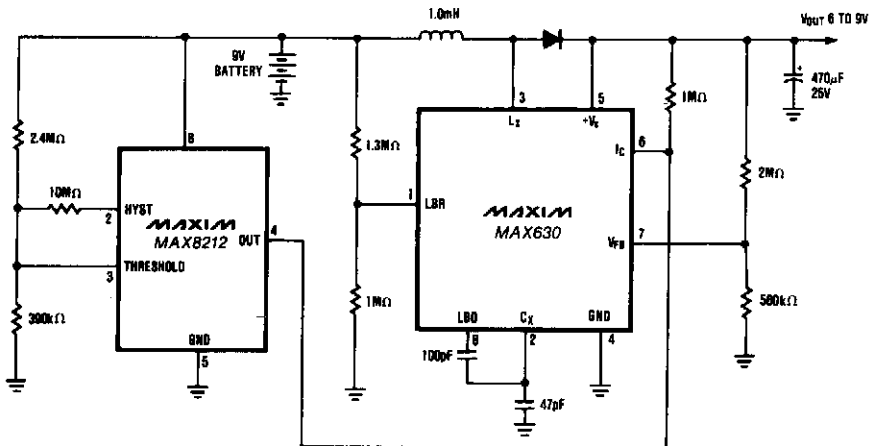 1.0mH
VOUT 6 TO 9V
9V
BATTERY
3
LX
5
+VS
1MΩ
470µF
25V
+
2.4MΩ
8
1.3MΩ
IC
6
2MΩ
10MΩ
2
HYST
MAXIM
MAX8212
OUT
4
1
LBR
MAXIM
MAX630
VFB
7
3
THRESHOLD
390kΩ
1MΩ
560kΩ
GND
5
LBD
8
CX
2
GND
4
100pF
47pF